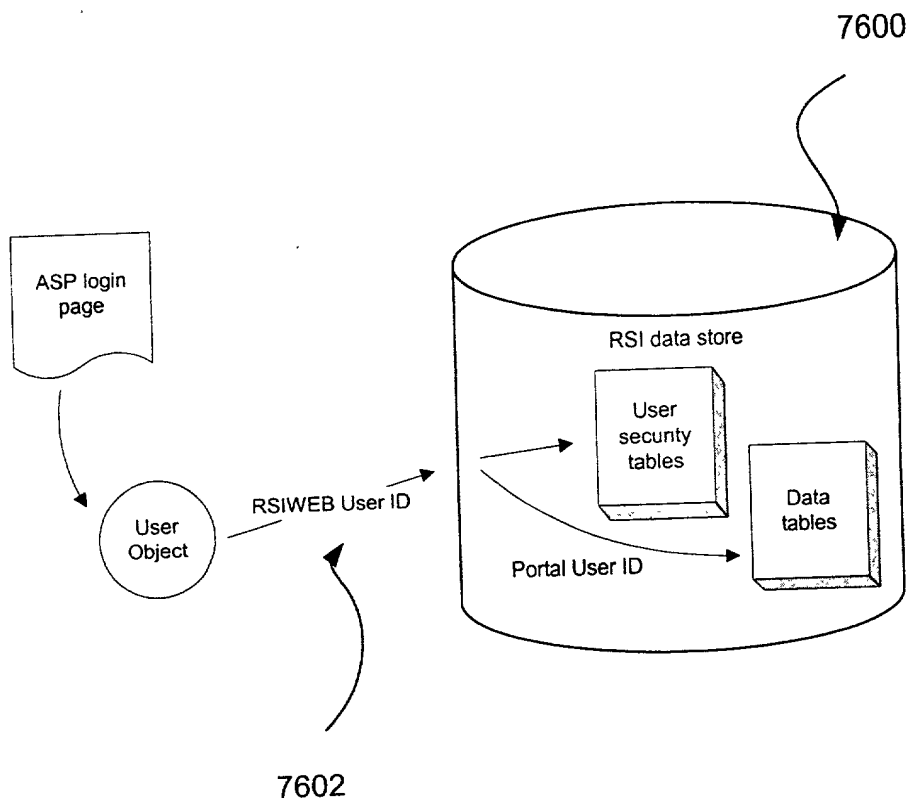 7600
ASP login
page
RSI data store
User
security
tables
RSIWEB User ID
User
Object
Data
tables
Portal User ID
7602